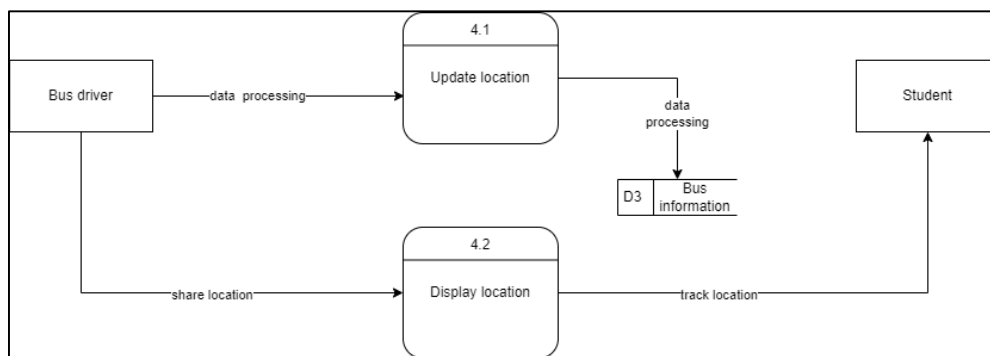 4.1
Update location
Bus driver
data processing
Student
data
processing
D3
Bus
information
4.2
Display location
share location
track location